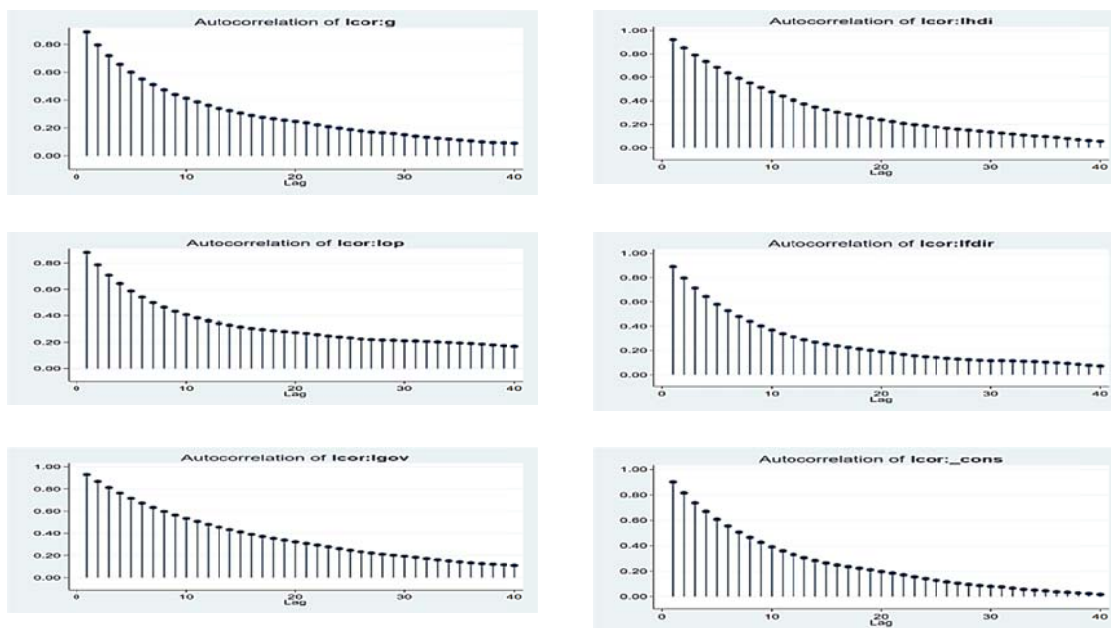 Autocorrelation of lcor:g
0.80
0.60
0.40
0.20
0.00
0 10 20 30 40
Lag
Autocorrelation of lcor:lhdi
1.00
0.80
0.60
0.40
0.20
0.00
0 10 20 30 40
Lag
Autocorrelation of lcor:lop
0.80
0.60
0.40
0.20
0.00
0 10 20 30 40
Lag
Autocorrelation of lcor:lfdir
1.00
0.80
0.60
0.40
0.20
0.00
0 10 20 30 40
Lag
Autocorrelation of lcor:lgov
1.00
0.80
0.60
0.40
0.20
0.00
0 10 20 30 40
Lag
Autocorrelation of lcor:_cons
1.00
0.80
0.60
0.40
0.20
0.00
0 10 20 30 40
Lag